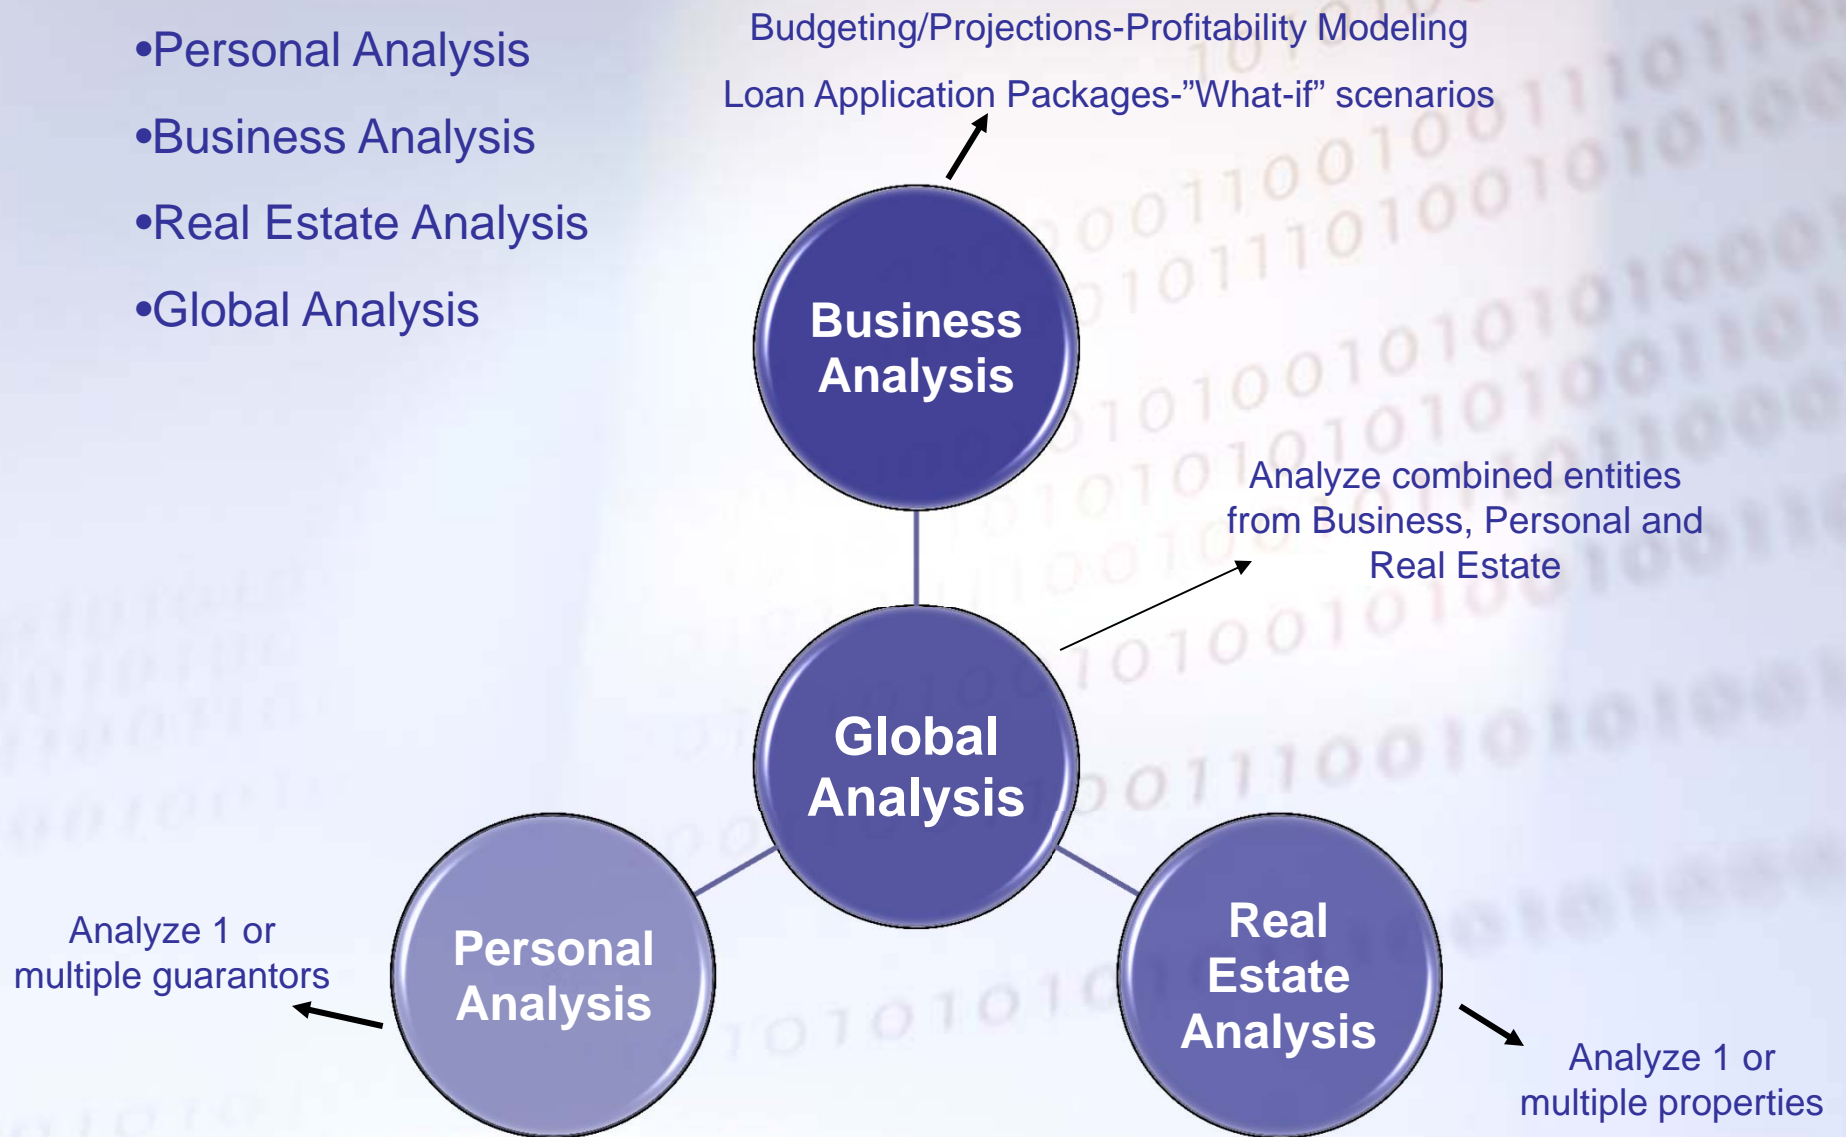 •Personal Analysis
•Business Analysis
•Real Estate Analysis
•Global Analysis
Budgeting/Projections-Profitability Modeling
Loan Application Packages-”What-if” scenarios
Business
Analysis
Analyze combined entities
from Business, Personal and
Real Estate
Global
Analysis
Analyze 1 or
multiple guarantors
Personal
Analysis
Real
Estate
Analysis
Analyze 1 or
multiple properties